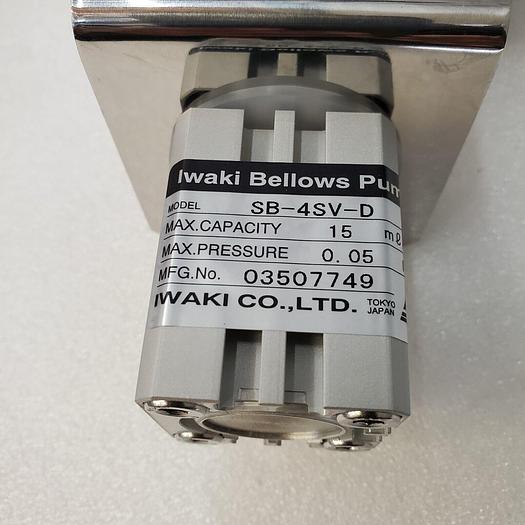 Iwaki Bellows Pum
MODEL SB-4SV-D
MAX.CAPACITY 15 mℓ
MAX.PRESSURE 0.05
MFG.No. 03507749
IWAKI CO.,LTD. TOKYO
JAPAN